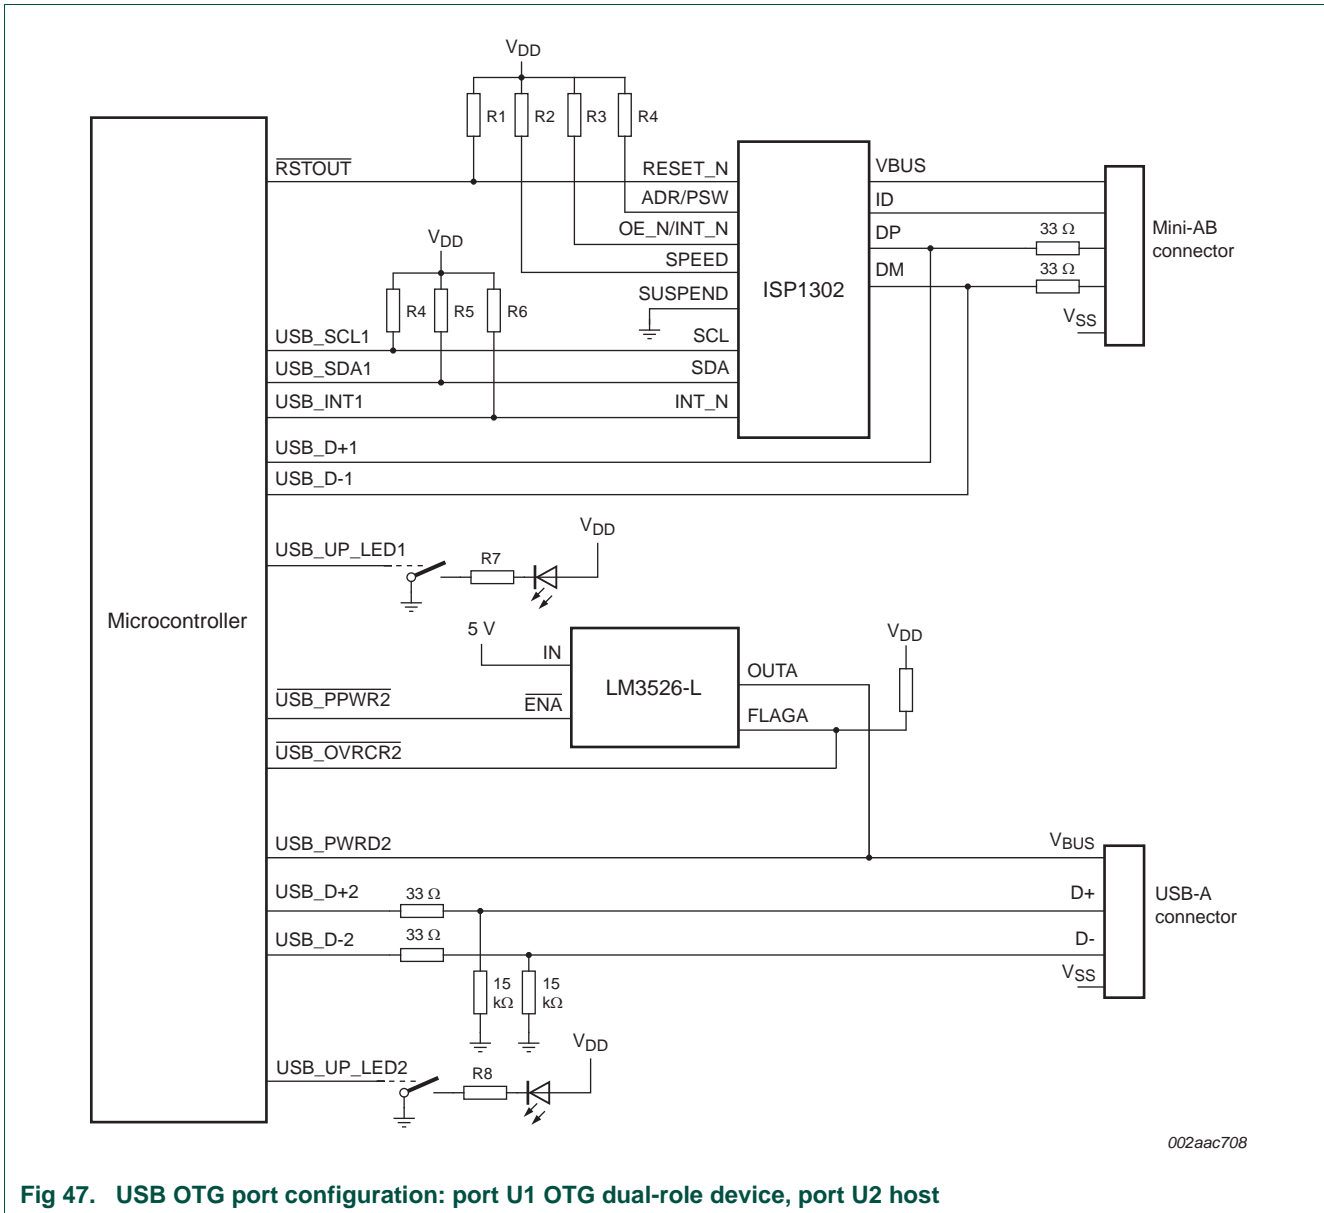 VDD
R1 R2 R3 R4
RSTOUT
RESET_N
ADR/PSW
OE_N/INT_N
SPEED
SUSPEND
SCL
SDA
INT_N
ISP1302
VBUS
ID
DP
DM
33 Ω
33 Ω
VSS
Mini-AB
connector
VDD
R4 R5 R6
USB_SCL1
USB_SDA1
USB_INT1
USB_D+1
USB_D-1
USB_UP_LED1
R7
VDD
Microcontroller
5 V
IN
ENA
LM3526-L
OUTA
FLAGA
VDD
USB_PPWR2
USB_OVRCR2
USB_PWRD2
USB_D+2
33 Ω
USB_D-2
33 Ω
15
kΩ
15
kΩ
VBUS
D+
D-
VSS
USB-A
connector
USB_UP_LED2
R8
VDD
002aac708
Fig 47. USB OTG port configuration: port U1 OTG dual-role device, port U2 host